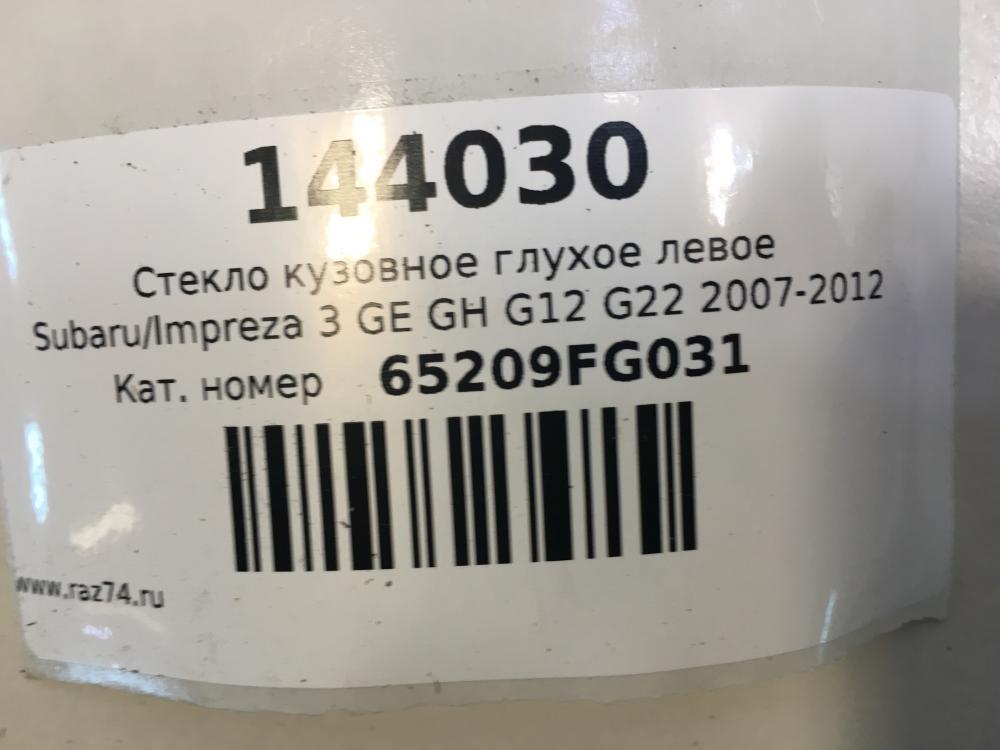 144030
Стекло кузовное глухое левое
Subaru/Impreza 3 GE GH G12 G22 2007-2012
Кат. номер 65209FG031
www.raz74.ru